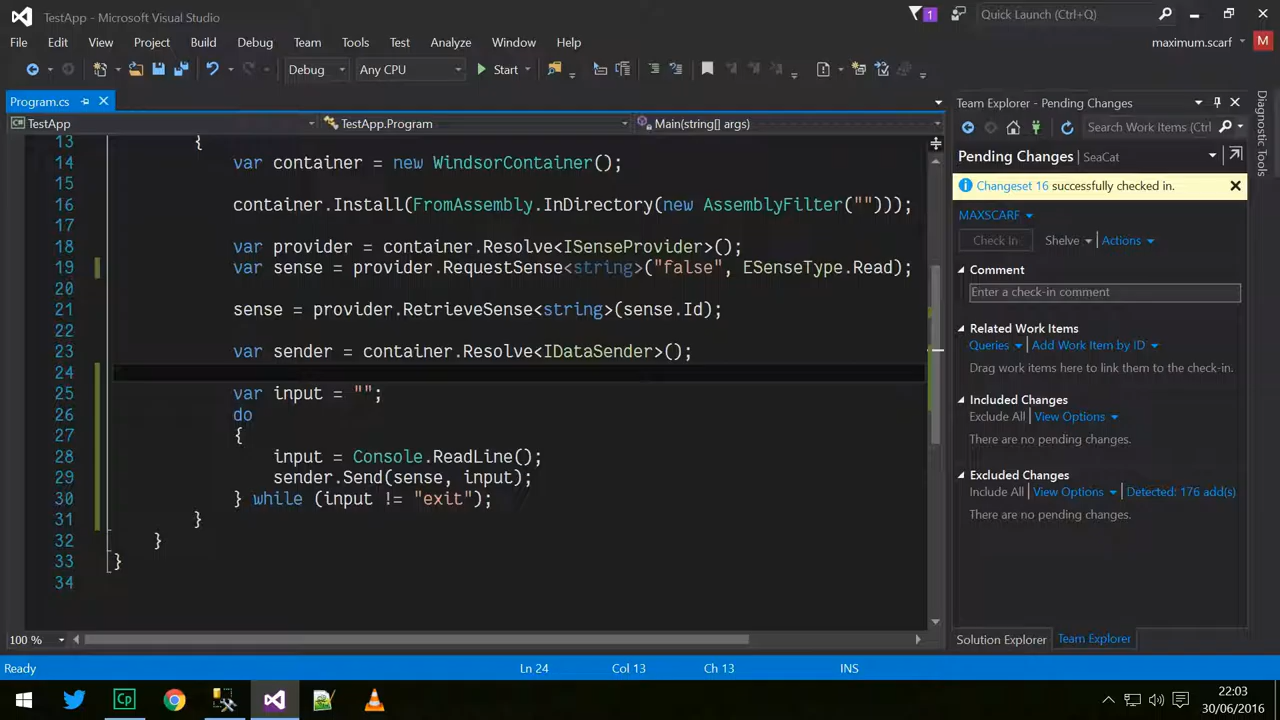 TestApp - Microsoft Visual Studio
1
Quick Launch (Ctrl+Q)
File Edit View Project Build Debug Team Tools Test Analyze Window Help
maximum.scarf
M
Debug Any CPU Start
Program.cs
TestApp TestApp.Program Main(string[] args)
13 {
14 var container = new WindsorContainer();
15
16 container.Install(FromAssembly.InDirectory(new AssemblyFilter("")));
17
18 var provider = container.Resolve<ISenseProvider>();
19 var sense = provider.RequestSense<string>("false", ESenseType.Read);
20
21 sense = provider.RetrieveSense<string>(sense.Id);
22
23 var sender = container.Resolve<IDataSender>();
24
25 var input = "";
26 do
27 {
28 input = Console.ReadLine();
29 sender.Send(sense, input);
30 } while (input != "exit");
31 }
32 }
33 }
34
100 %
Team Explorer - Pending Changes
Search Work Items (Ctrl
Pending Changes | SeaCat
Changeset 16 successfully checked in.
MAXSCARF
Check In Shelve Actions
Comment
Enter a check-in comment
Related Work Items
Queries | Add Work Item by ID
Drag work items here to link them to the check-in.
Included Changes
Exclude All | View Options
There are no pending changes.
Excluded Changes
Include All | View Options | Detected: 176 add(s)
There are no pending changes.
Solution Explorer Team Explorer
Diagnostic Tools
Ready Ln 24 Col 13 Ch 13 INS
Cp
22:03
30/06/2016